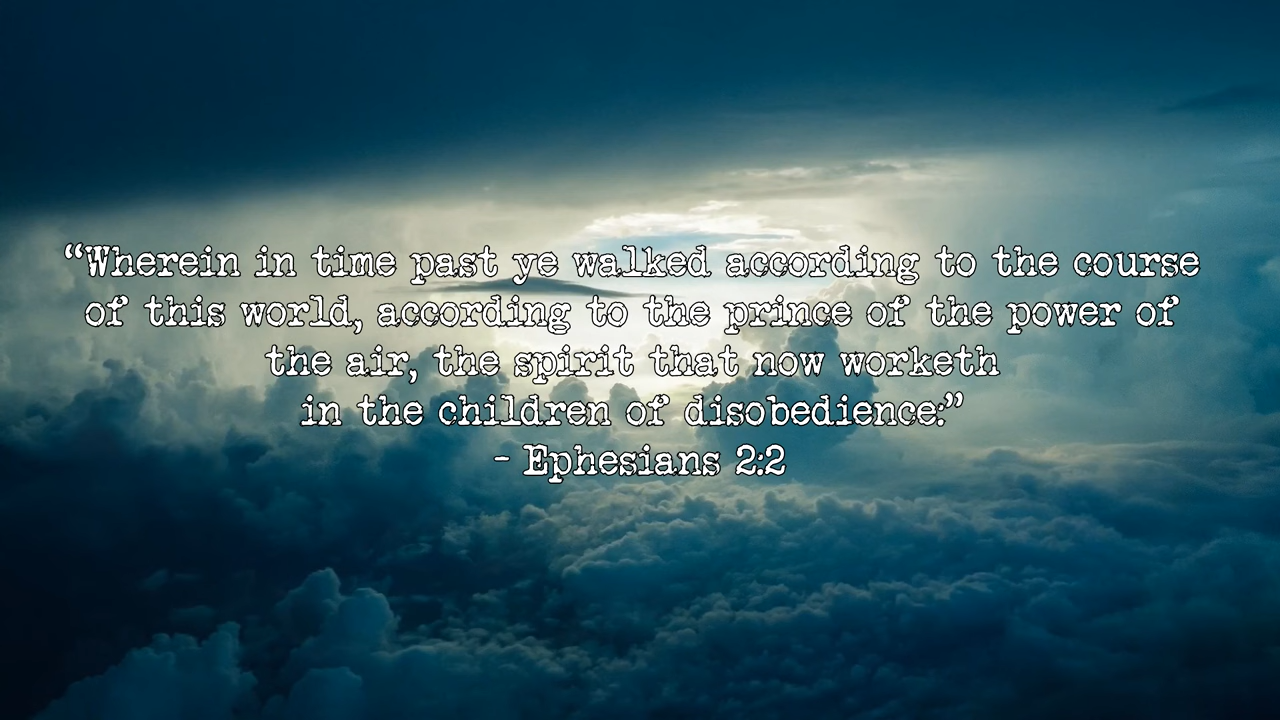 “Wherein in time past ye walked according to the course
of this world, according to the prince of the power of
the air, the spirit that now worketh
in the children of disobedience:”
- Ephesians 2:2